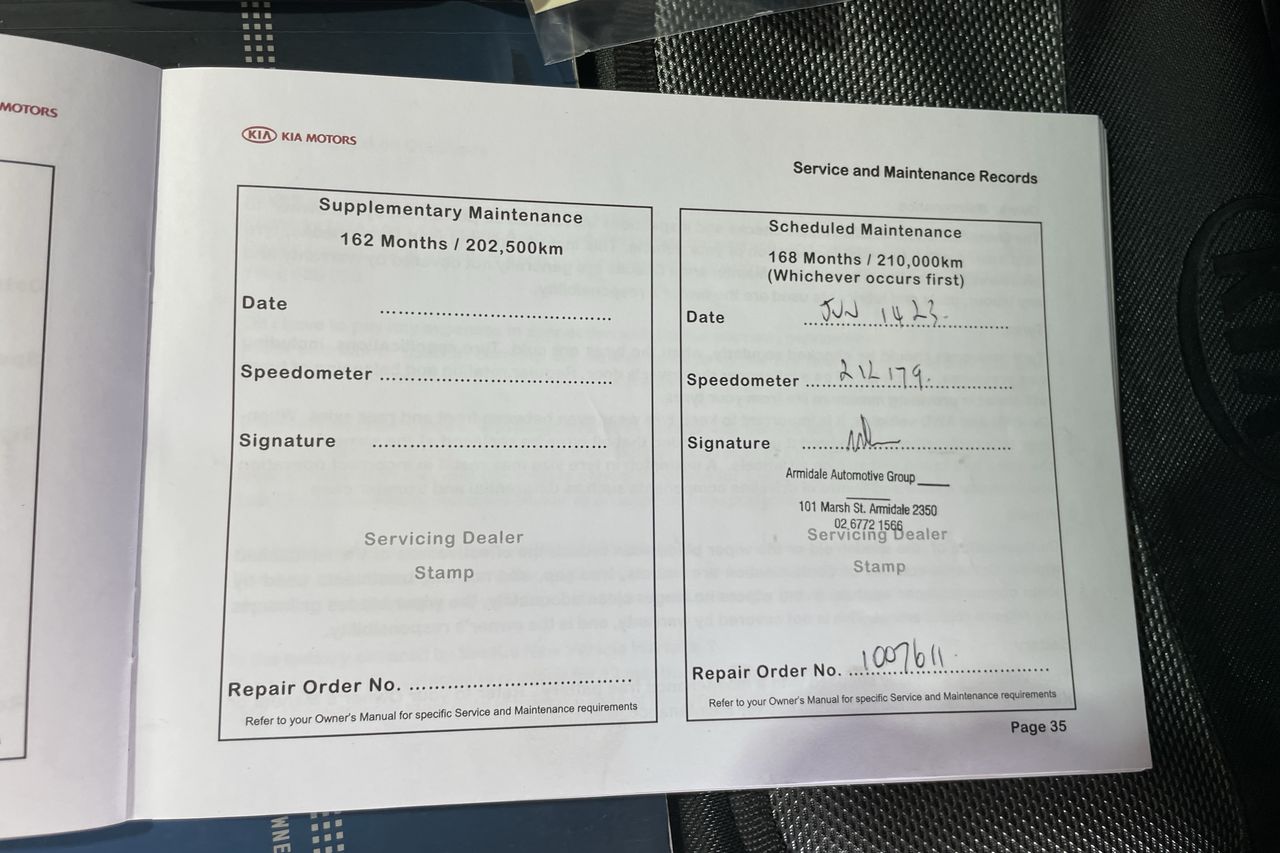 MOTORS
KIA KIA MOTORS
Service and Maintenance Records
Supplementary Maintenance
162 Months / 202,500km
Date
Speedometer
Signature
Servicing Dealer
Stamp
Repair Order No.
Refer to your Owner's Manual for specific Service and Maintenance requirements
Scheduled Maintenance
168 Months / 210,000km
(Whichever occurs first)
Date JUN 14 23.
Speedometer 212 179.
Signature
Armidale Automotive Group
101 Marsh St. Armidale 2350
02 6772 1566
Servicing Dealer
Stamp
Repair Order No. 1007611
Refer to your Owner's Manual for specific Service and Maintenance requirements
Page 35
KIA